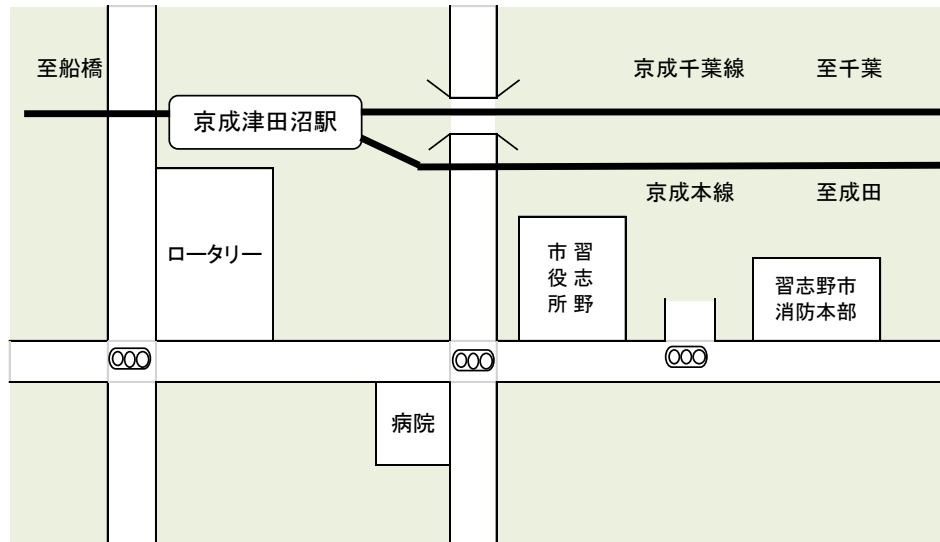 至船橋
京成千葉線
至千葉
京成津田沼駅
京成本線
至成田
ロータリー
習志野
市役所
習志野市
消防本部
病院